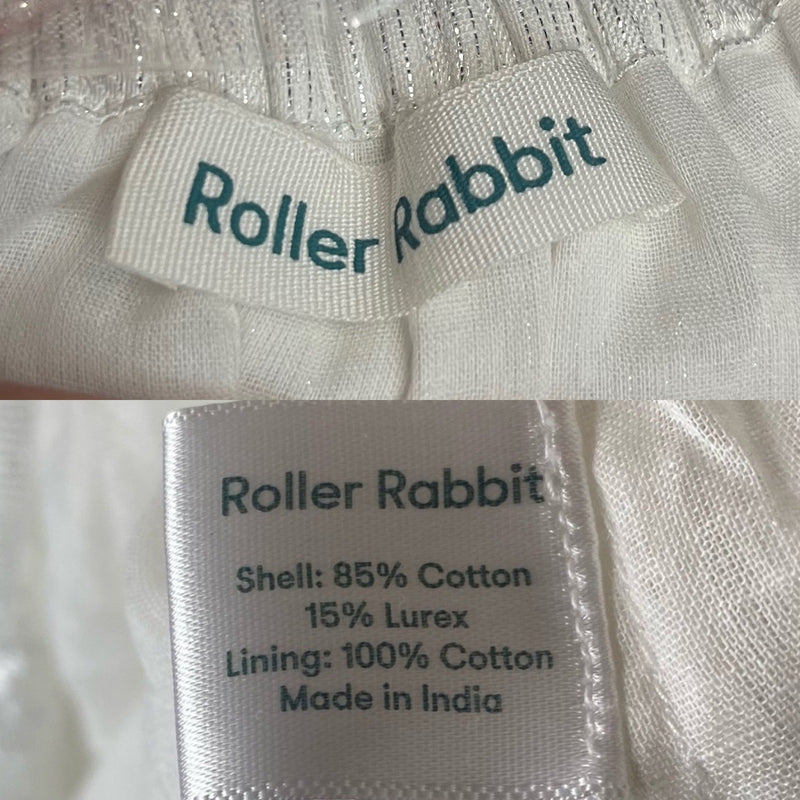 Roller Rabbit
Roller Rabbit
Shell: 85% Cotton
15% Lurex
Lining: 100% Cotton
Made in India